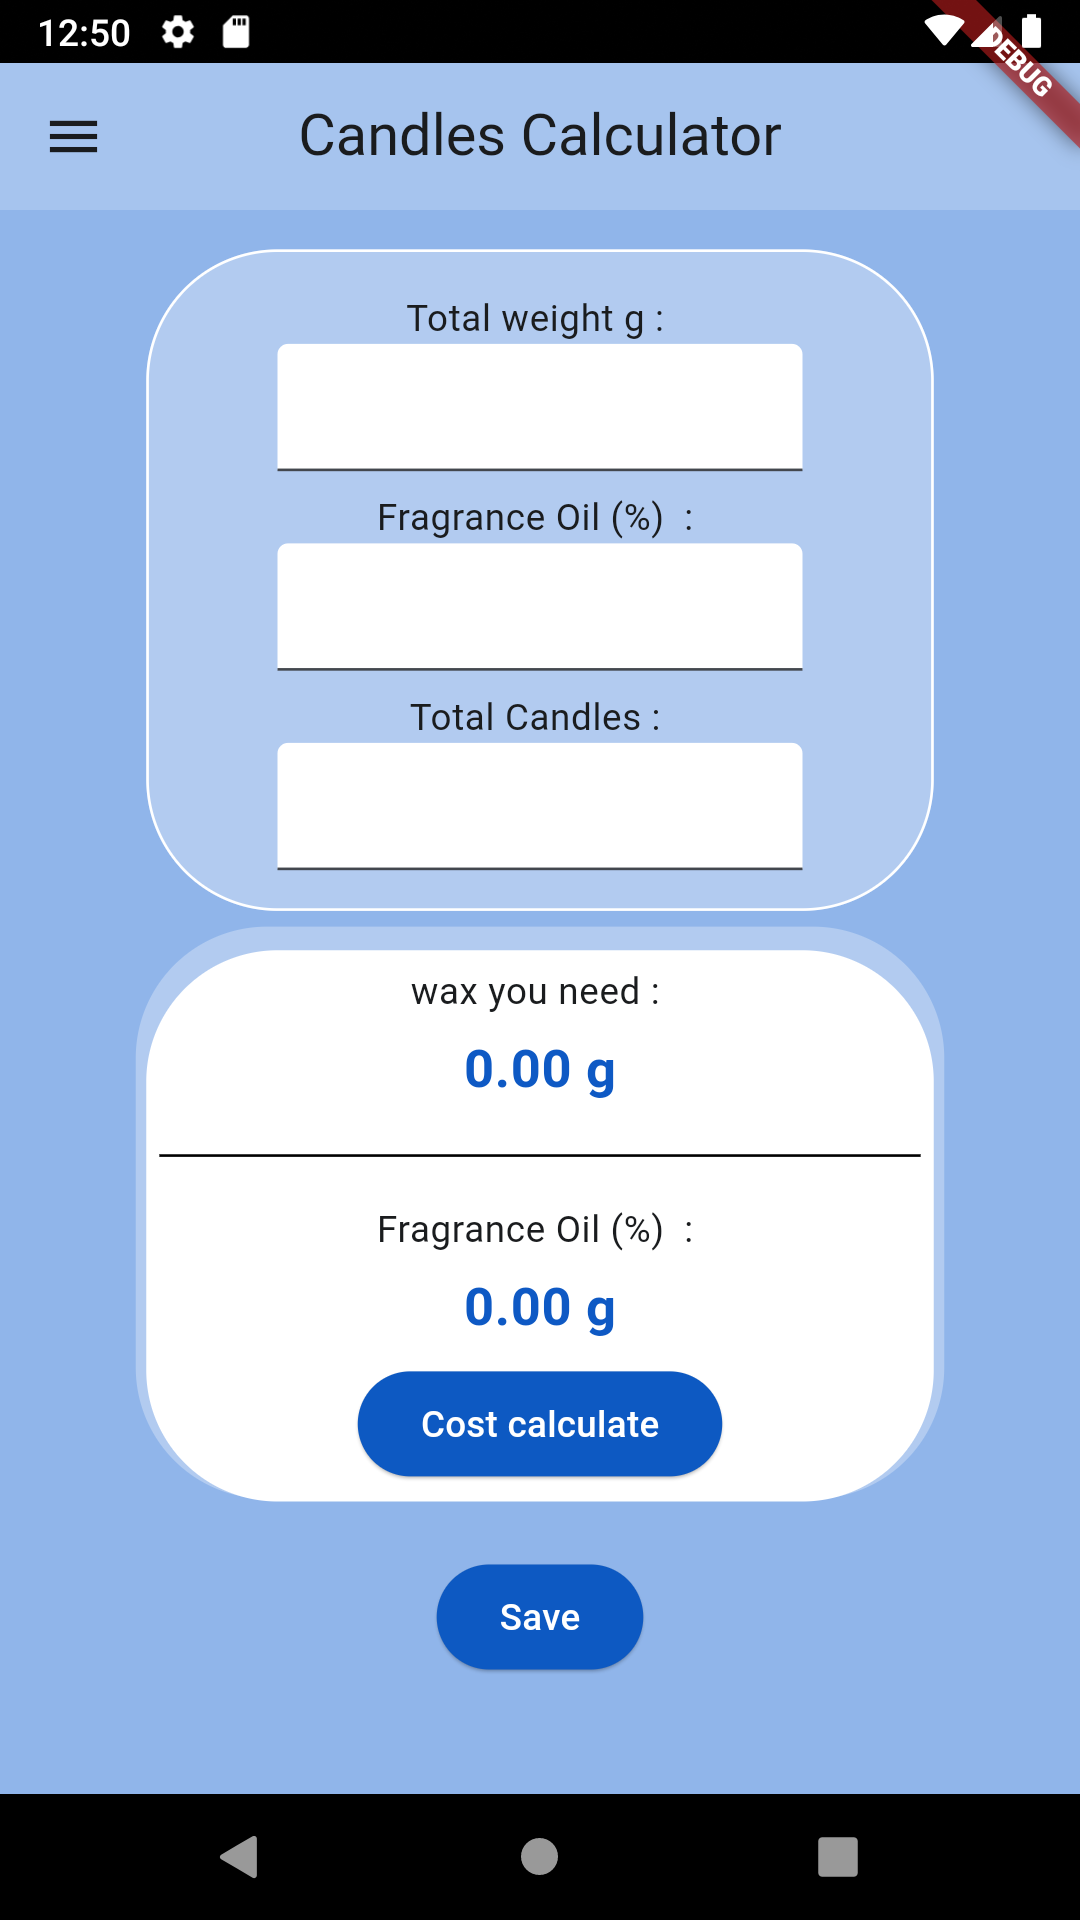 12:50
DEBUG
Candles Calculator
Total weight g :
Fragrance Oil (%)  :
Total Candles :
wax you need :
0.00 g
Fragrance Oil (%)  :
0.00 g
Cost calculate
Save